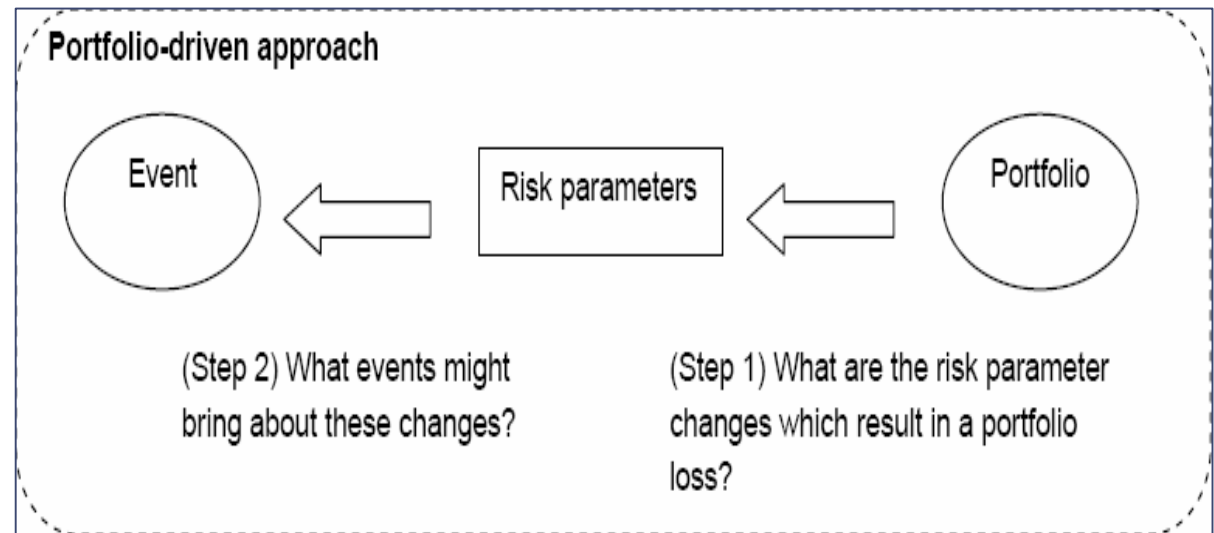 Portfolio-driven approach
Event
Risk parameters
Portfolio
(Step 2) What events might
bring about these changes?
(Step 1) What are the risk parameter
changes which result in a portfolio
loss?